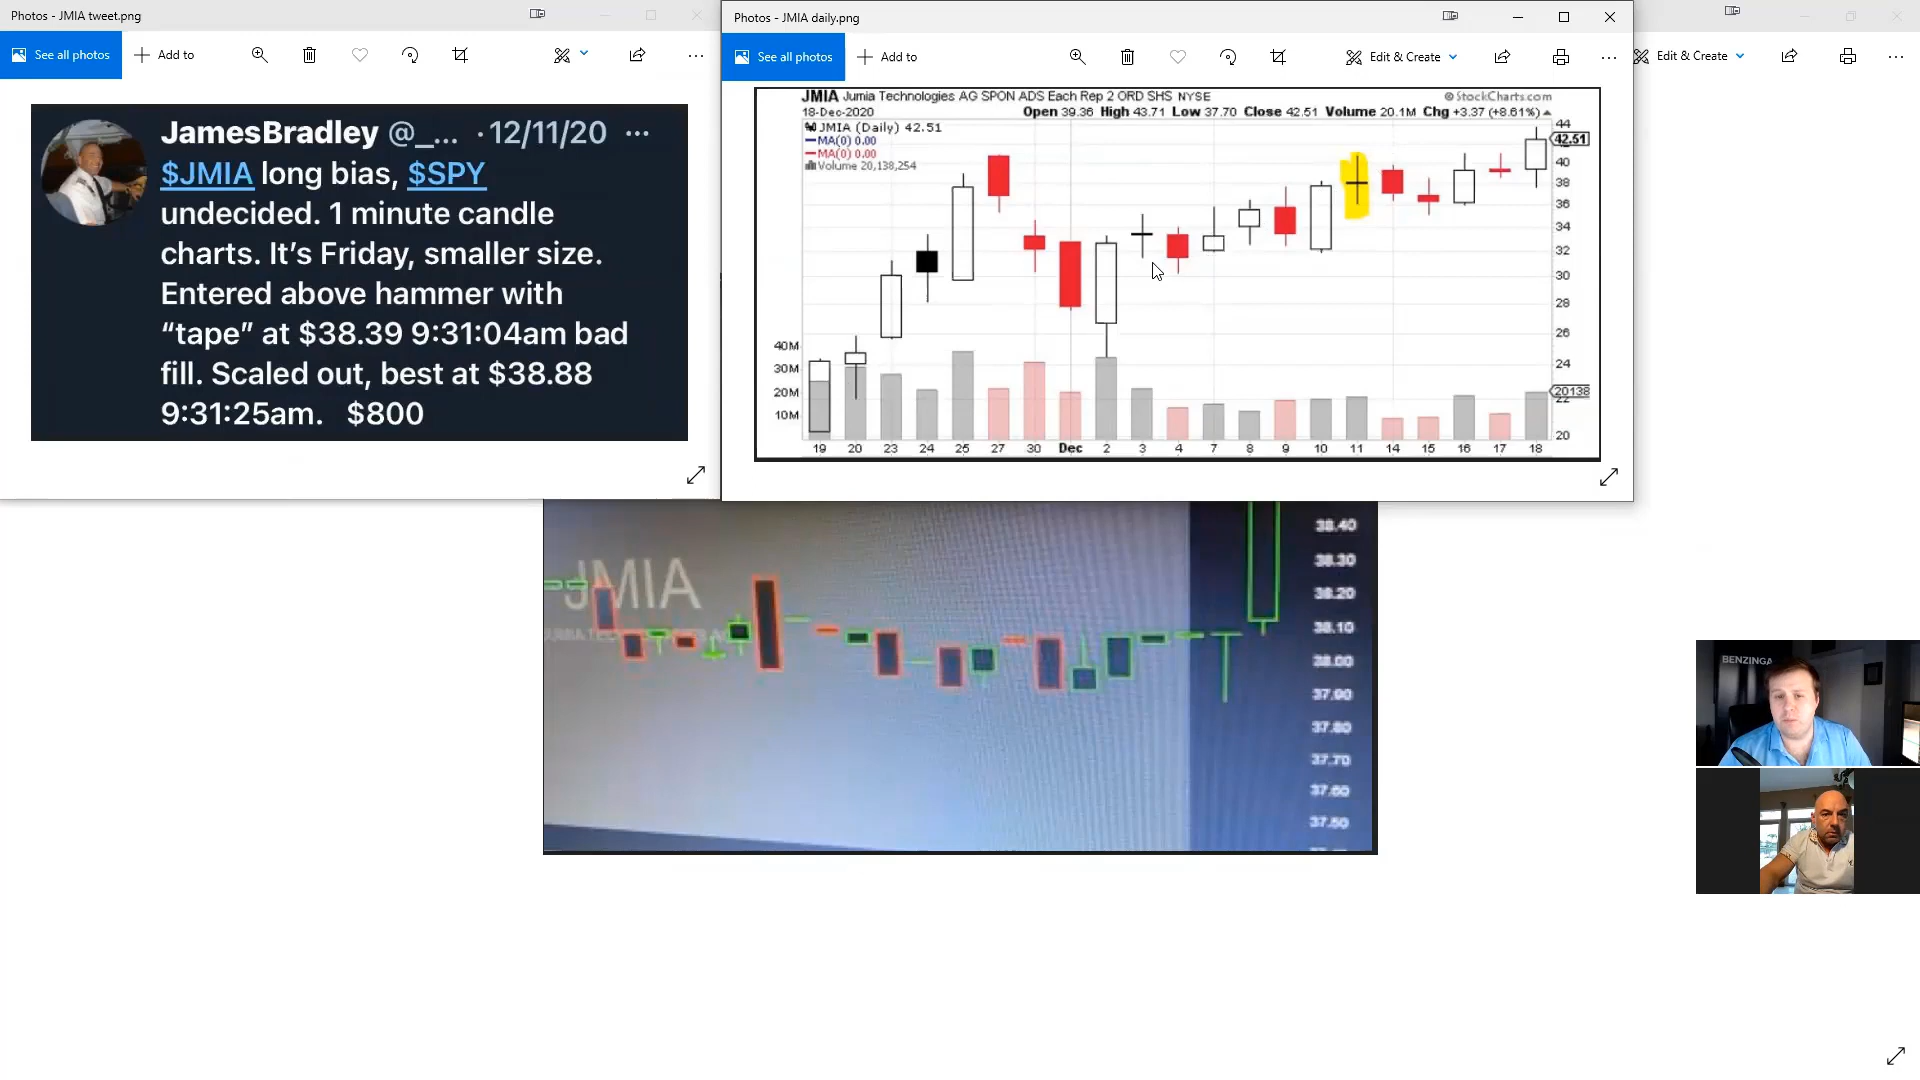 Photos - JMIA tweet.png
See all photos
Add to
JamesBradley @_... · 12/11/20 ···
$JMIA long bias, $SPY
undecided. 1 minute candle
charts. It's Friday, smaller size.
Entered above hammer with
“tape” at $38.39 9:31:04am bad
fill. Scaled out, best at $38.88
9:31:25am. $800
Photos - JMIA daily.png
See all photos
Add to
Edit & Create
Edit & Create
JMIA Jumia Technologies AG SPON ADS Each Rep 2 ORD SHS NYSE
© StockCharts.com
18-Dec-2020
Open 39.36 High 43.71 Low 37.70 Close 42.51 Volume 20.1M Chg +3.37 (+8.61%)
JMIA (Daily) 42.51
MA(0) 0.00
MA(0) 0.00
Volume 20,138,254
44
42.51
40
38
36
34
32
30
28
26
24
20138
22
20
40M
30M
20M
10M
19 20 23 24 25 27 30 Dec 2 3 4 7 8 9 10 11 14 15 16 17 18
JMIA
38.40
38.30
38.20
38.10
38.00
37.90
37.80
37.70
37.60
37.50
BENZINGA